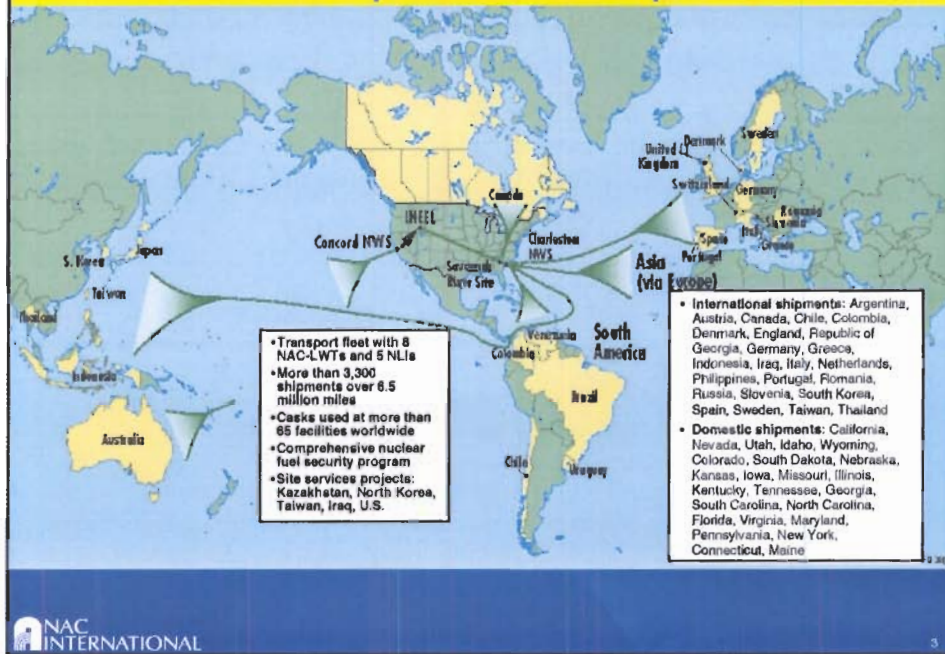 Sweden
Denmark
United
Kingdom
Switzerland
Germany
Canada
Romania
Slovenia
INEEL
Italy
Concord NWS
Charleston
NWS
Spain
Greece
Japan
Portugal
S. Korea
Savannah
River Site
Asia
(via Europe)
Taiwan
Thailand
Venezuela
South
America
Colombia
Indonesia
Brazil
Australia
Chile
Uruguay
•Transport fleet with 8
NAC-LWTs and 5 NLIs
•More than 3,300
shipments over 6.5
million miles
•Casks used at more than
65 facilities worldwide
•Comprehensive nuclear
fuel security program
•Site services projects:
Kazakhstan, North Korea,
Taiwan, Iraq, U.S.
• International shipments: Argentina,
Austria, Canada, Chile, Colombia,
Denmark, England, Republic of
Georgia, Germany, Greece,
Indonesia, Iraq, Italy, Netherlands,
Philippines, Portugal, Romania,
Russia, Slovenia, South Korea,
Spain, Sweden, Taiwan, Thailand
• Domestic shipments: California,
Nevada, Utah, Idaho, Wyoming,
Colorado, South Dakota, Nebraska,
Kansas, Iowa, Missouri, Illinois,
Kentucky, Tennessee, Georgia,
South Carolina, North Carolina,
Florida, Virginia, Maryland,
Pennsylvania, New York,
Connecticut, Maine
NAC
INTERNATIONAL
3